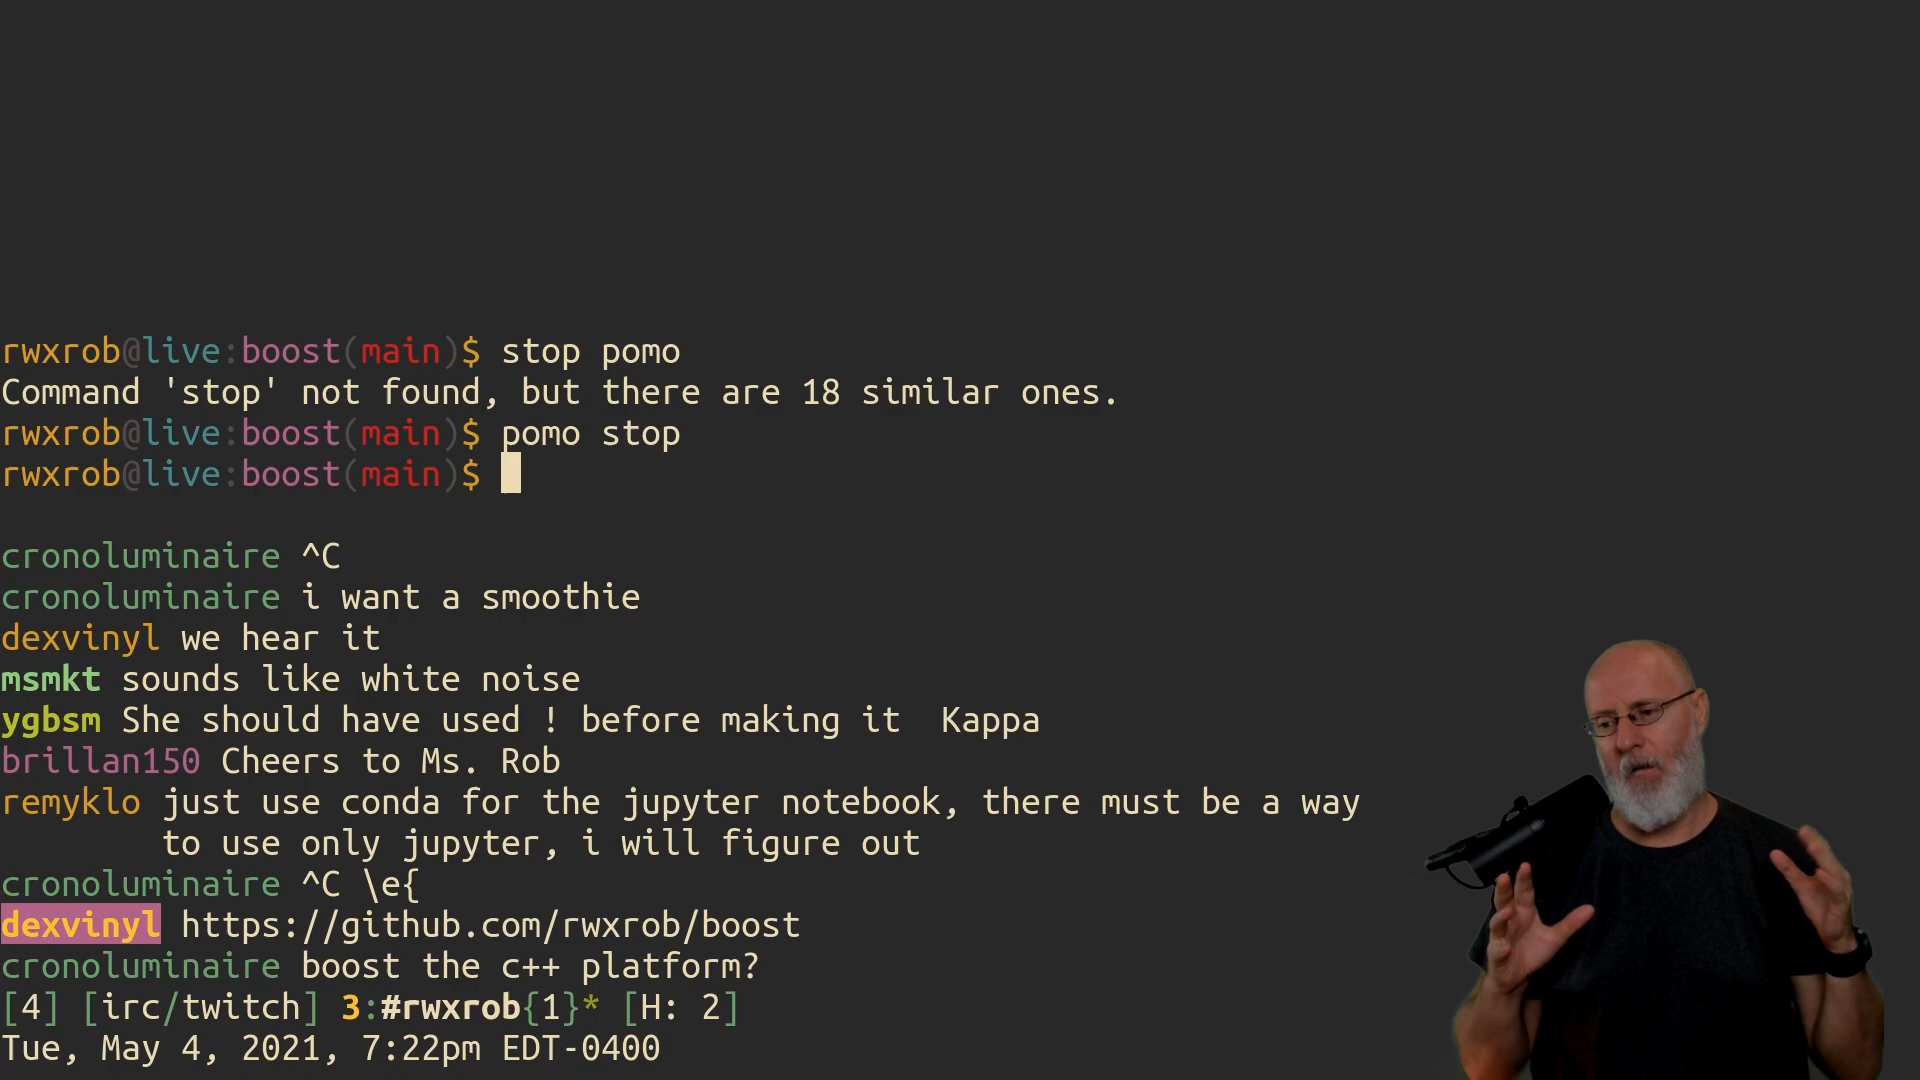 rwxrob@live:boost(main)$ stop pomo
Command 'stop' not found, but there are 18 similar ones.
rwxrob@live:boost(main)$ pomo stop
rwxrob@live:boost(main)$
cronoluminaire ^C
cronoluminaire i want a smoothie
dexvinyl we hear it
msmkt sounds like white noise
ygbsm She should have used ! before making it  Kappa
brillan150 Cheers to Ms. Rob
remyklo just use conda for the jupyter notebook, there must be a way
to use only jupyter, i will figure out
cronoluminaire ^C \e{
dexvinyl https://github.com/rwxrob/boost
cronoluminaire boost the c++ platform?
[4] [irc/twitch] 3:#rwxrob{1}* [H: 2]
Tue, May 4, 2021, 7:22pm EDT-0400